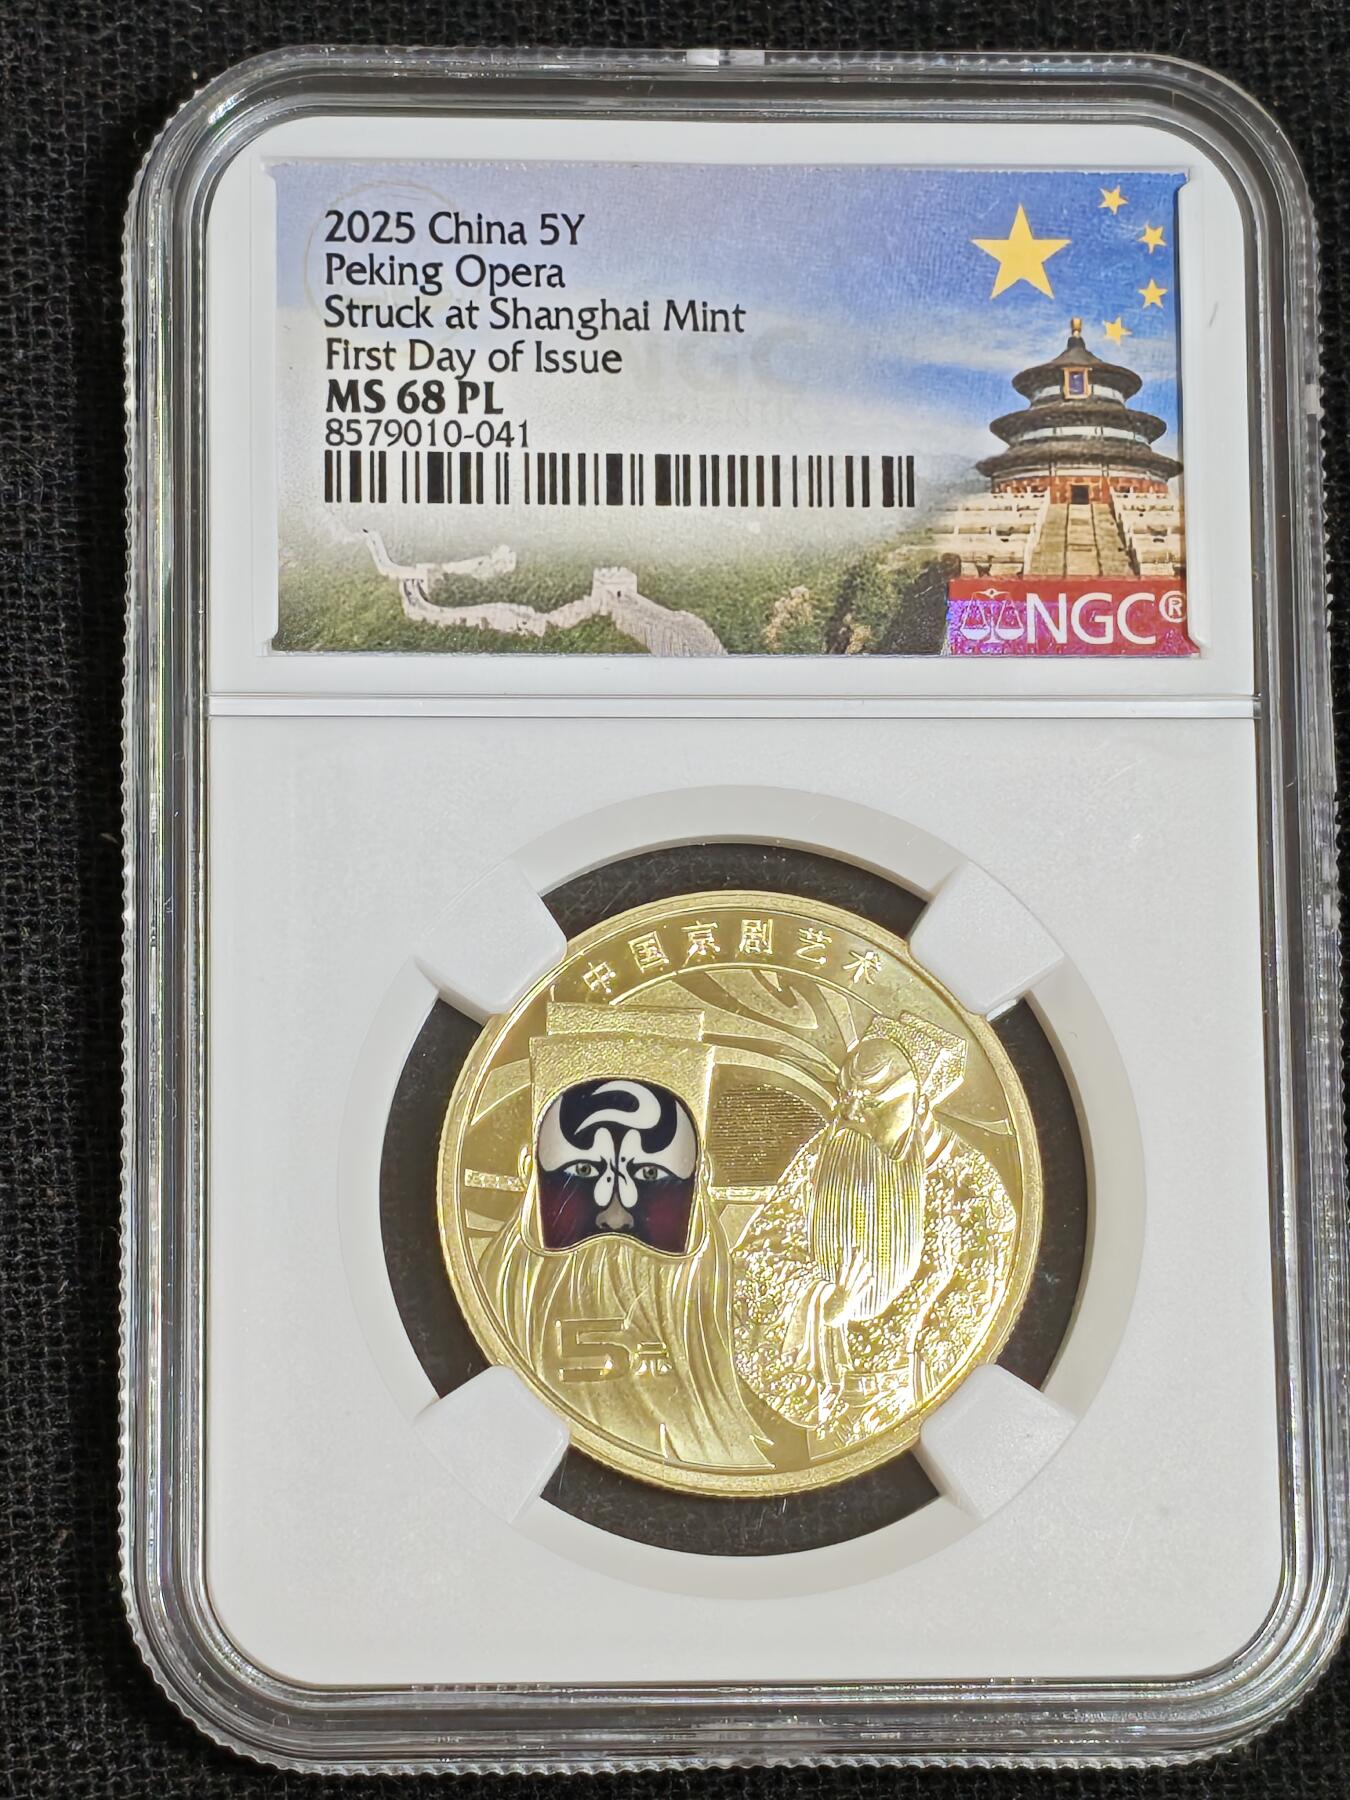 2025 China 5Y
Peking Opera
Struck at Shanghai Mint
First Day of Issue
MS 68 PL
8579010-041
NGC®
中国京剧艺术
5元